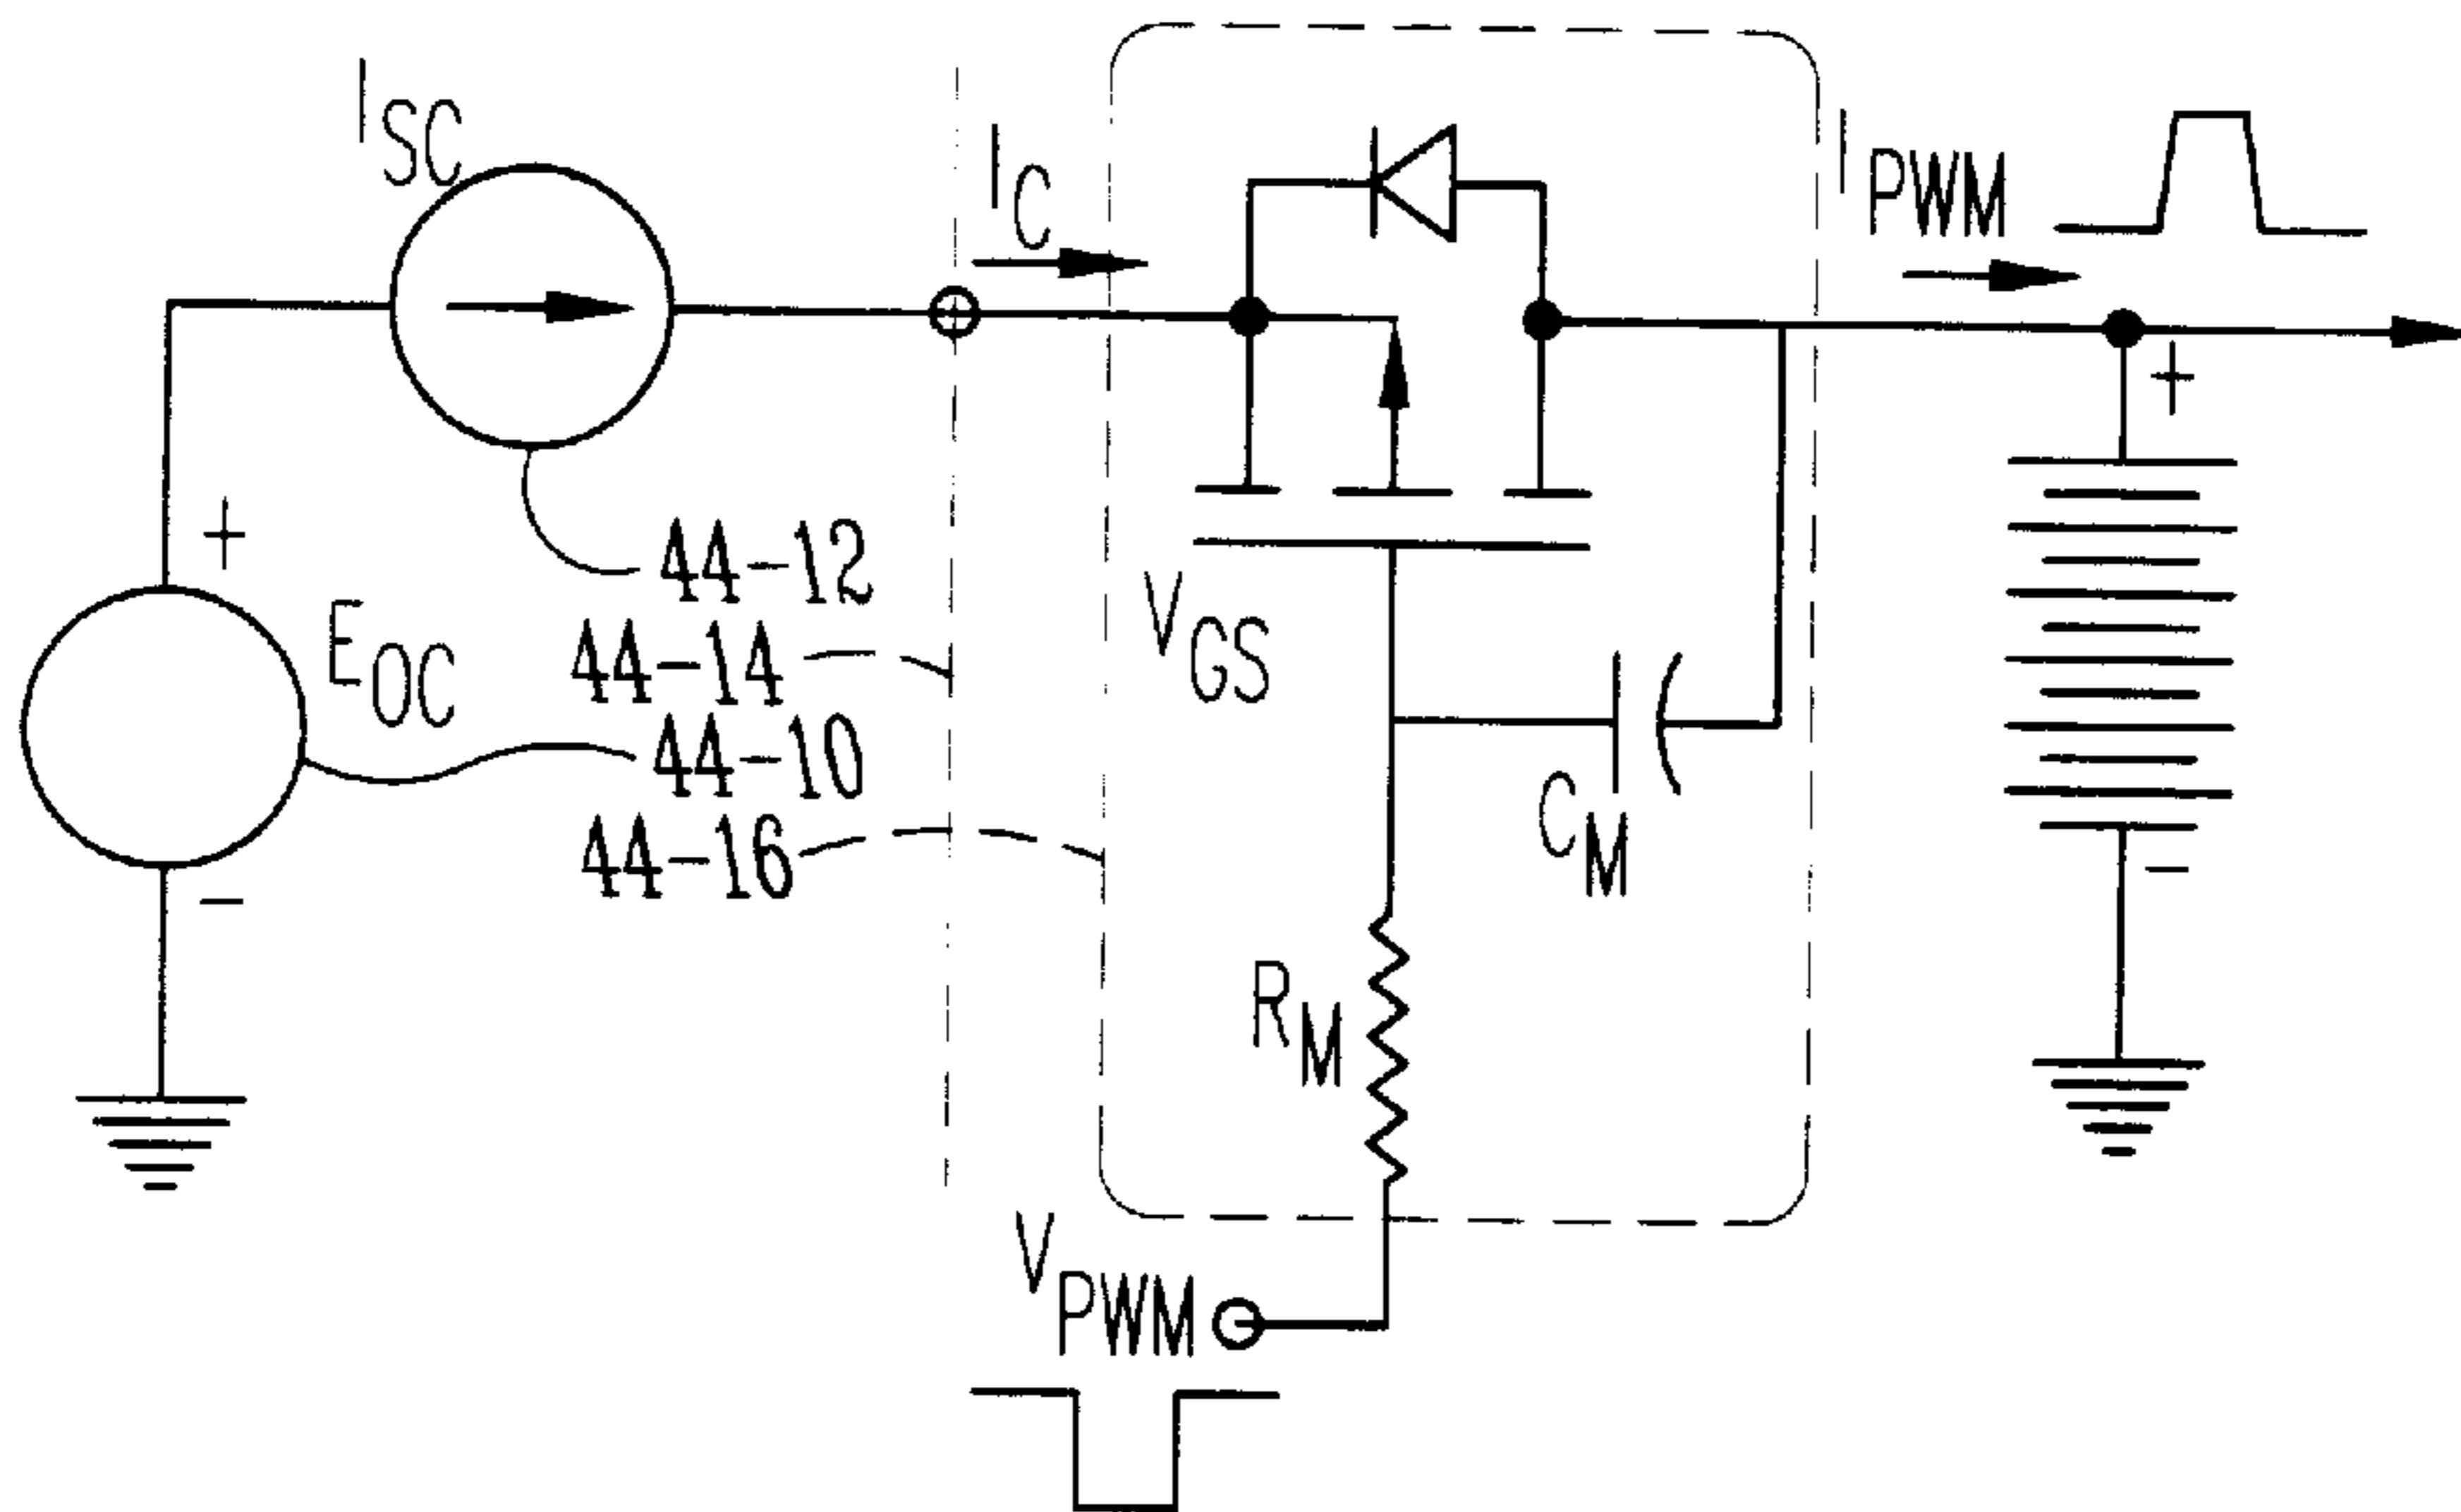 I_SC
I_C
I_PWM
+
+
44-12
E_OC
44-14
V_GS
44-10
C_M
44-16
-
-
R_M
V_PWM